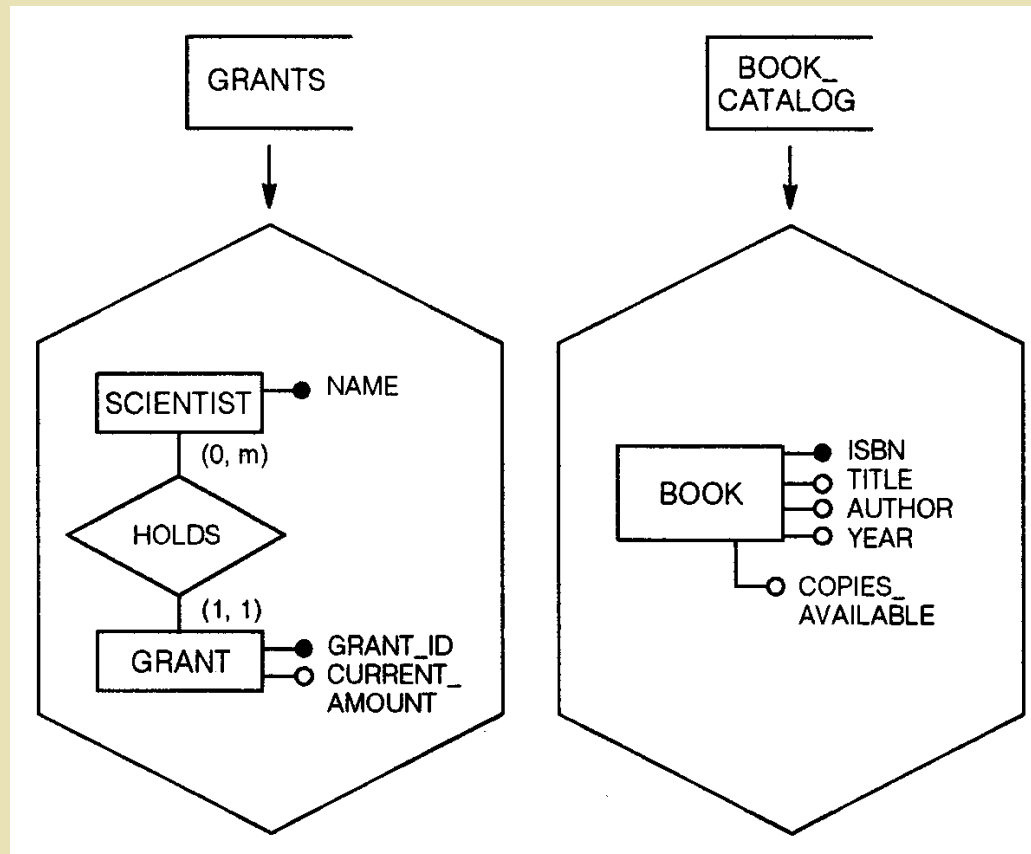 GRANTS
SCIENTIST
NAME
(0, m)
HOLDS
(1, 1)
GRANT
GRANT_ID
CURRENT_
AMOUNT
BOOK_
CATALOG
BOOK
ISBN
TITLE
AUTHOR
YEAR
COPIES_
AVAILABLE